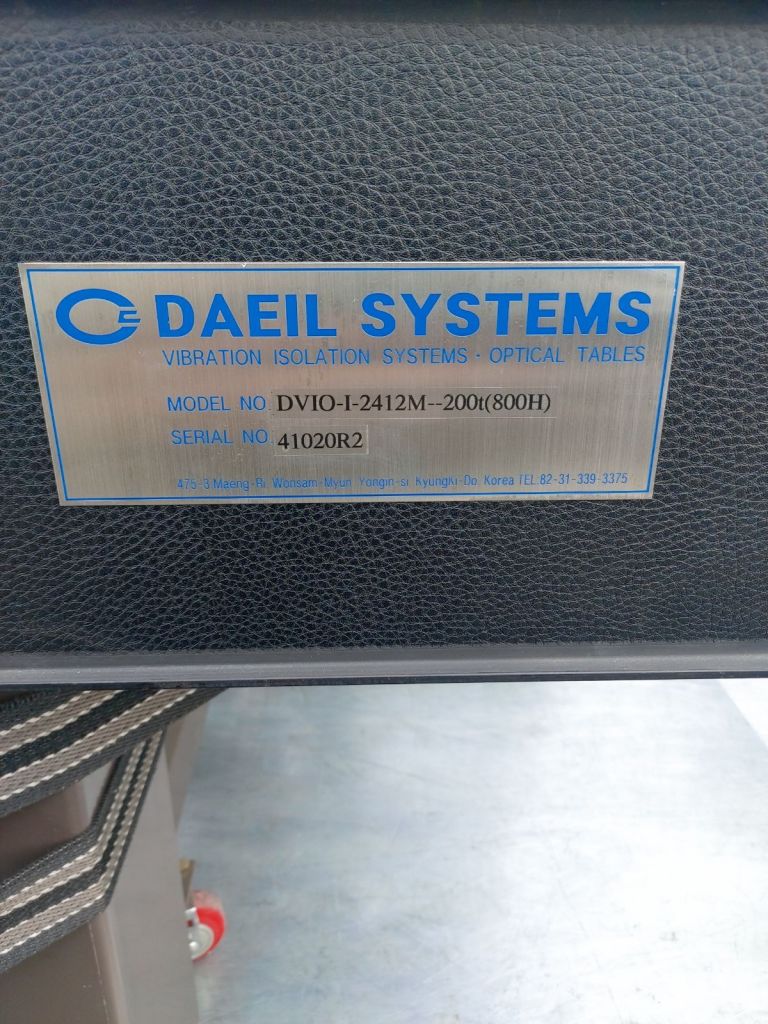 DAEIL SYSTEMS
VIBRATION ISOLATION SYSTEMS · OPTICAL TABLES
MODEL NO. DVIO-I-2412M--200t(800H)
SERIAL NO. 41020R2
475-3 Maeng-Ri, Wonsam-Myun Yongin-si KyungKi-Do, Korea TEL:82-31-339-3375